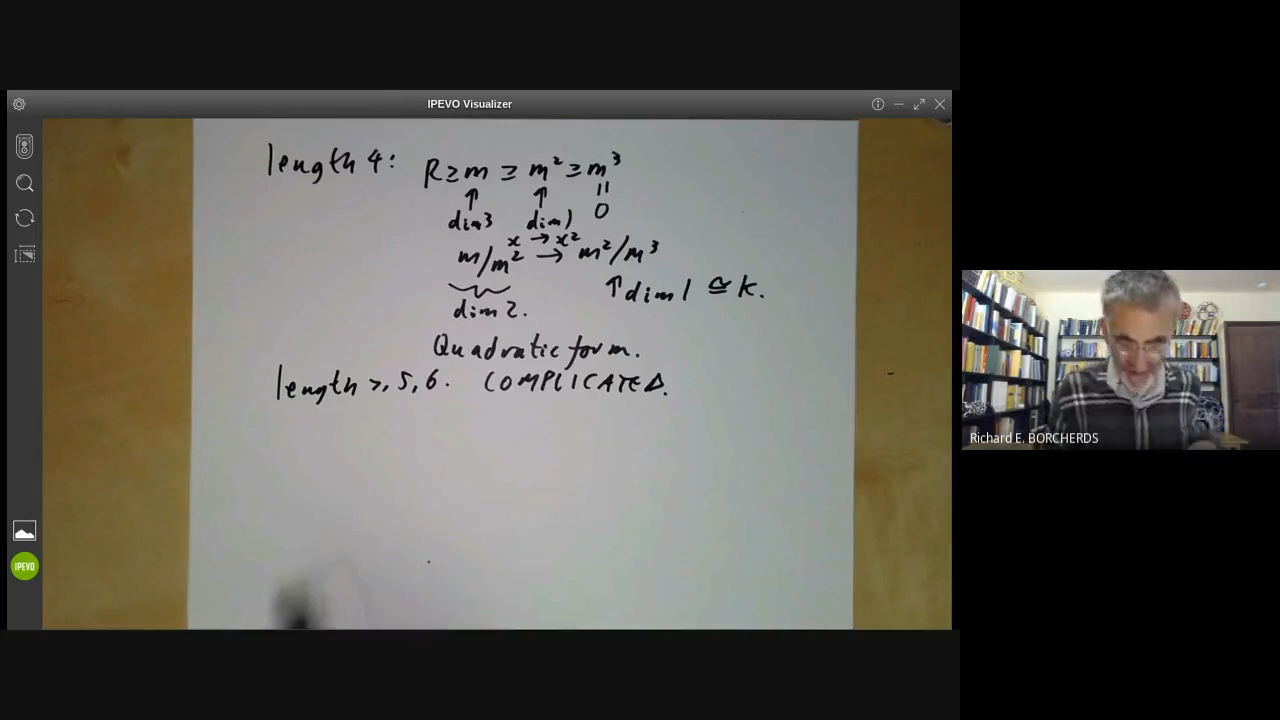 IPEVO Visualizer
length 4: R ≥ m ≥ m² ≥ m³
↑ ↑ ॥
dim 3 dim 1 0
x → x²
m/m² → m²/m³
dim 2. ↑ dim 1 ≅ k.
Quadratic form.
length >, 5, 6. COMPLICATED.
IPEVO
Richard E. BORCHERDS